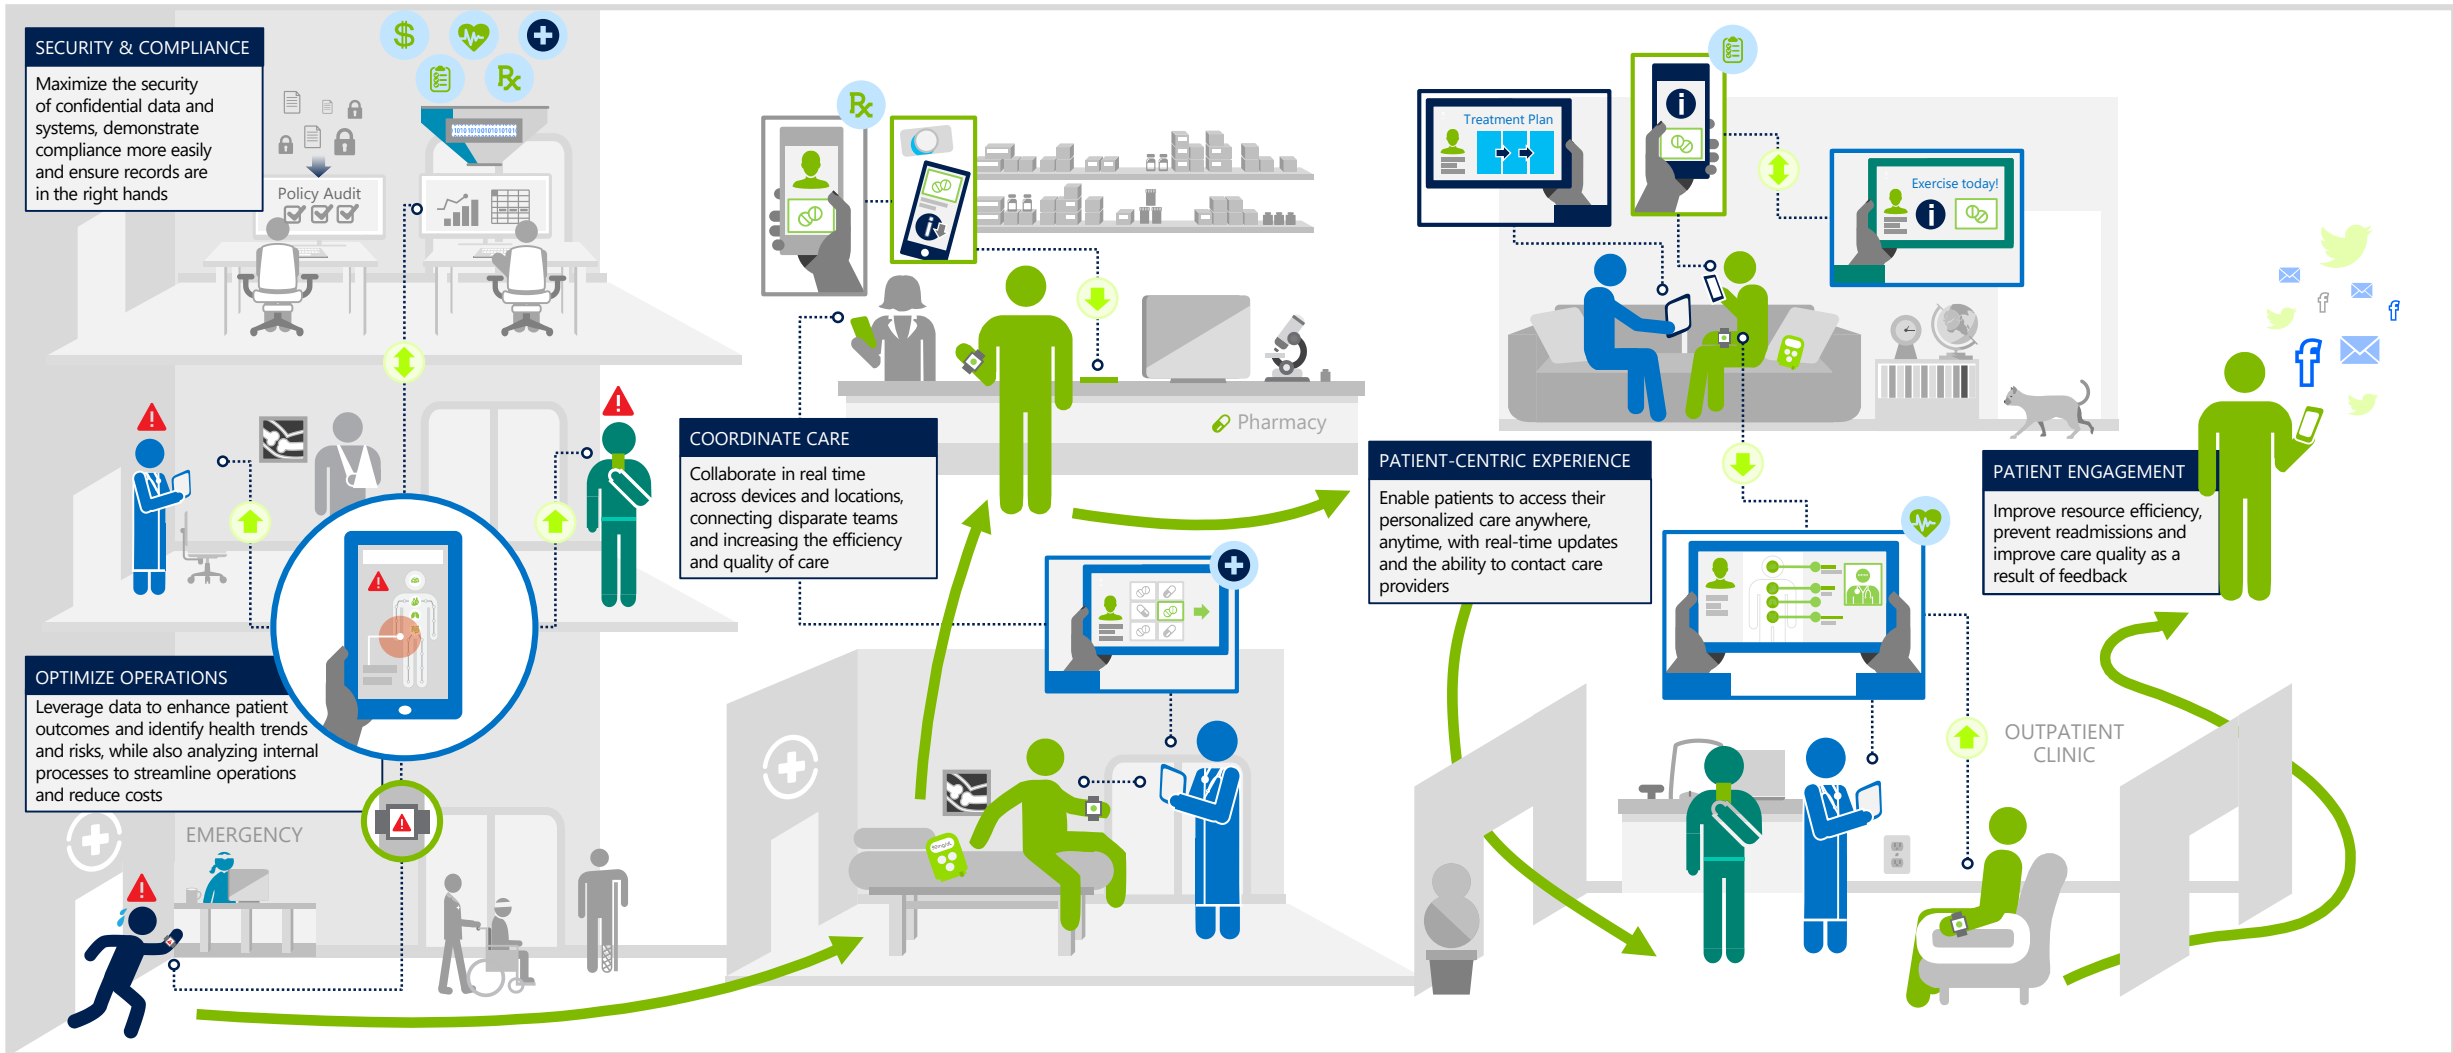 SECURITY & COMPLIANCE
Maximize the security
of confidential data and
systems, demonstrate
compliance more easily
and ensure records are
in the right hands
Policy Audit
OPTIMIZE OPERATIONS
Leverage data to enhance patient
outcomes and identify health trends
and risks, while also analyzing internal
processes to streamline operations
and reduce costs
EMERGENCY
COORDINATE CARE
Collaborate in real time
across devices and locations,
connecting disparate teams
and increasing the efficiency
and quality of care
Pharmacy
Treatment Plan
Exercise today!
PATIENT-CENTRIC EXPERIENCE
Enable patients to access their
personalized care anywhere,
anytime, with real-time updates
and the ability to contact care
providers
PATIENT ENGAGEMENT
Improve resource efficiency,
prevent readmissions and
improve care quality as a
result of feedback
OUTPATIENT
CLINIC